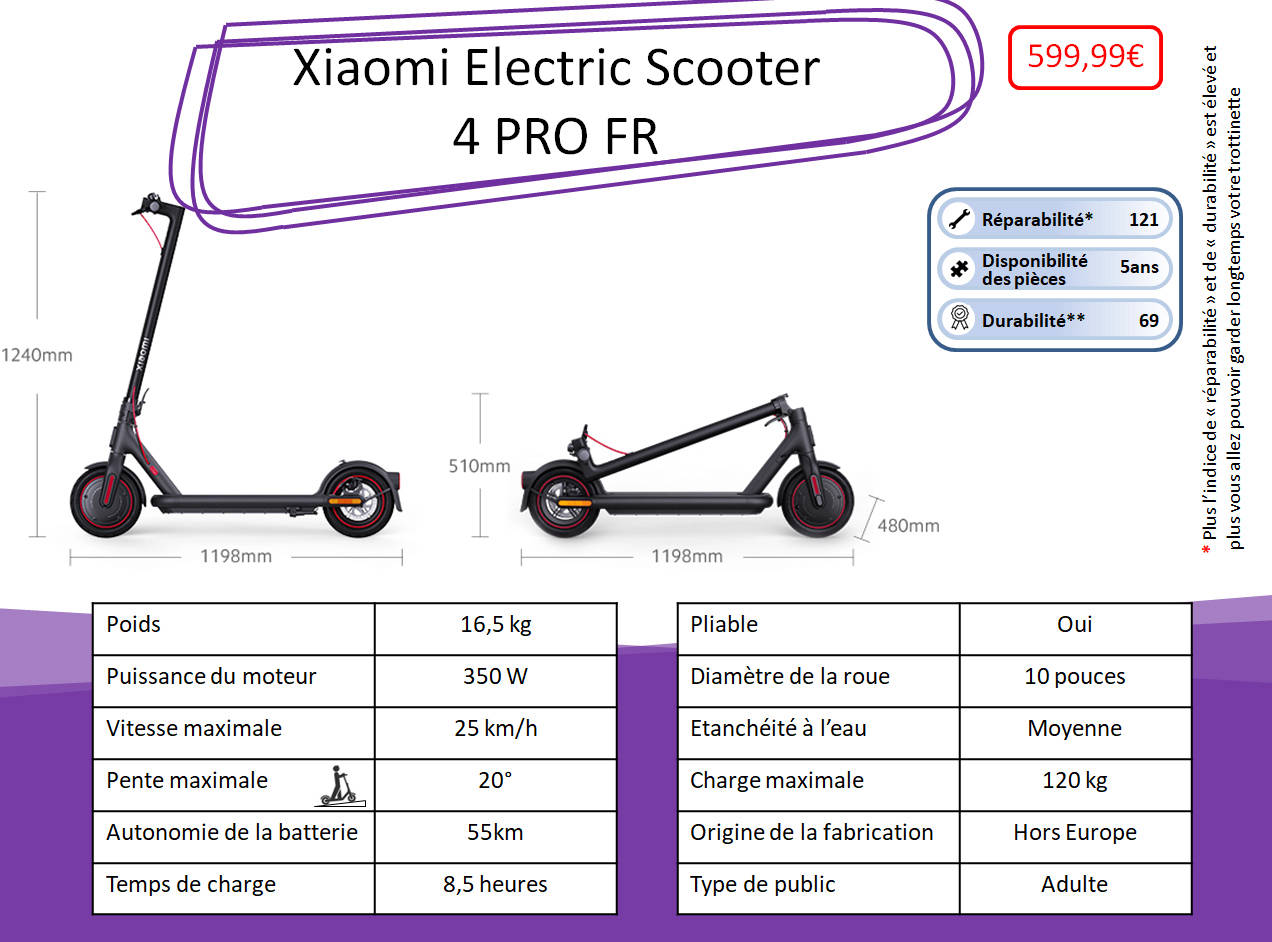 Xiaomi Electric Scooter
4 PRO FR
599,99€
* Plus l’indice de « réparabilité » et de « durabilité » est élevé et
plus vous allez pouvoir garder longtemps votre trottinette
Réparabilité* 121
Disponibilité
des pièces 5ans
Durabilité** 69
1240mm
xiaomi
1198mm
510mm
1198mm
480mm
Poids 16,5 kg
Puissance du moteur 350 W
Vitesse maximale 25 km/h
Pente maximale 20°
Autonomie de la batterie 55km
Temps de charge 8,5 heures
Pliable Oui
Diamètre de la roue 10 pouces
Etanchéité à l’eau Moyenne
Charge maximale 120 kg
Origine de la fabrication Hors Europe
Type de public Adulte